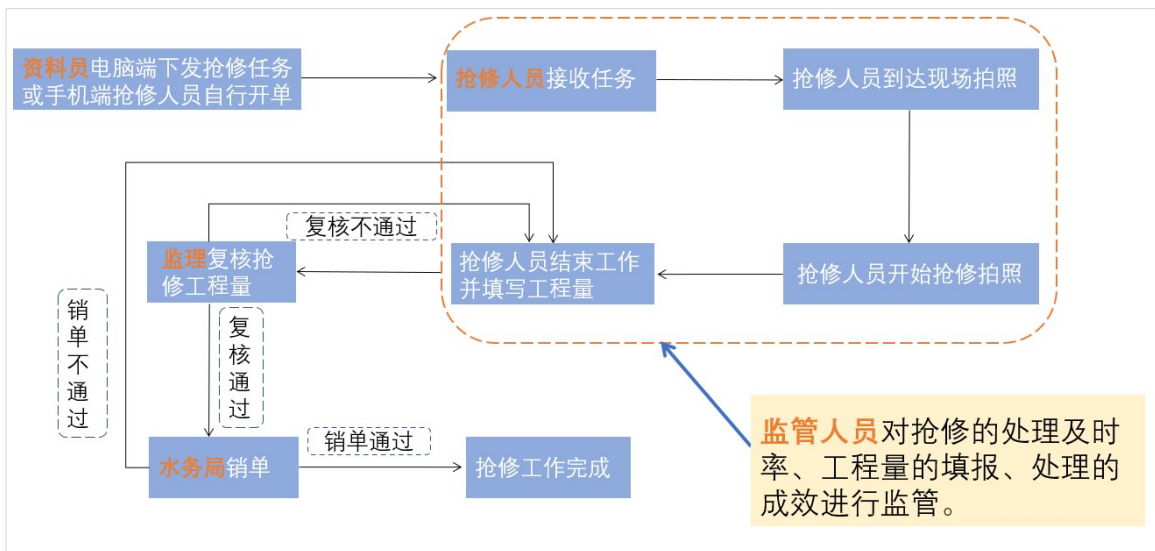 资料员电脑端下发抢修任务
或手机端抢修人员自行开单
抢修人员接收任务
抢修人员到达现场拍照
复核不通过
监理复核抢
修工程量
抢修人员结束工作
并填写工程量
抢修人员开始抢修拍照
销
单
不
通
过
复
核
通
过
水务局销单
销单通过
抢修工作完成
监管人员对抢修的处理及时
率、工程量的填报、处理的
成效进行监管。